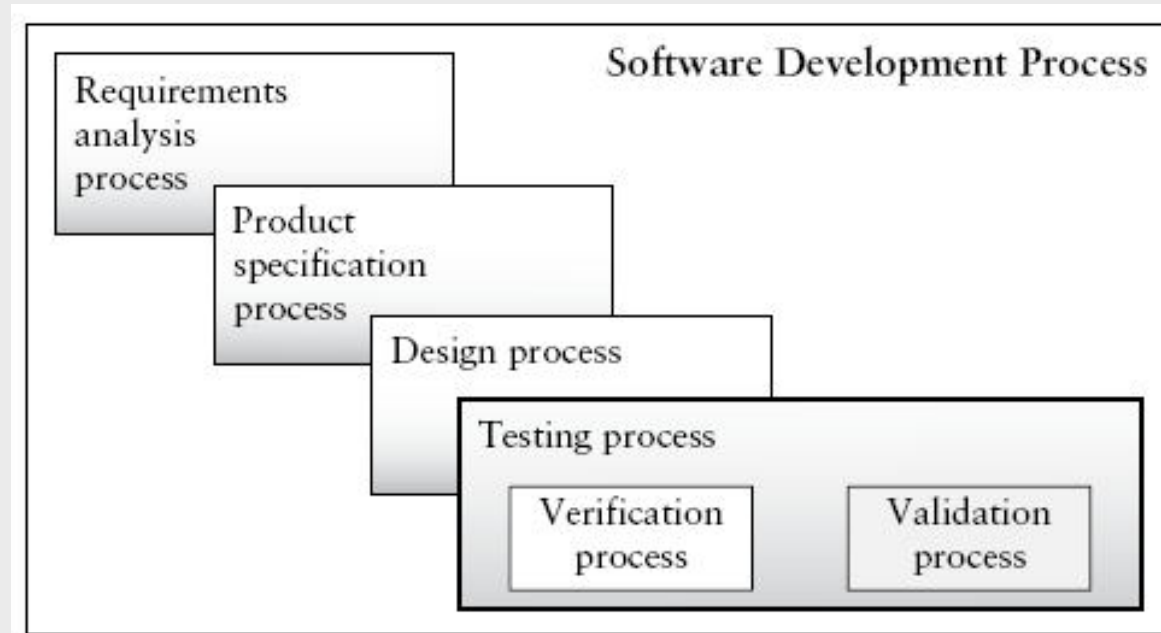 Software Development Process
Requirements
analysis
process
Product
specification
process
Design process
Testing process
Verification
process
Validation
process